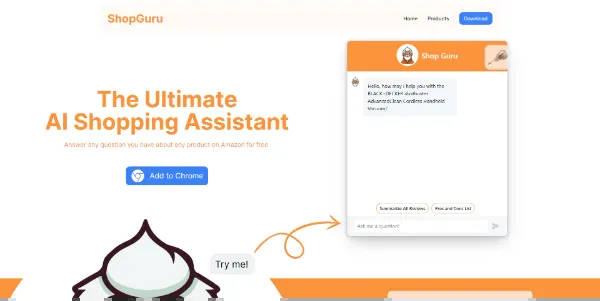 ShopGuru
Home
Products
Download
Shop Guru
Hello, how may I help you with the
BLACK+DECKER dustbuster
AdvancedClean Cordless Handheld
Vacuum?
The Ultimate
AI Shopping Assistant
Answer any question you have about any product on Amazon for free
Add to Chrome
Summarize All Reviews
Pros and Cons List
Ask me a question!
Try me!